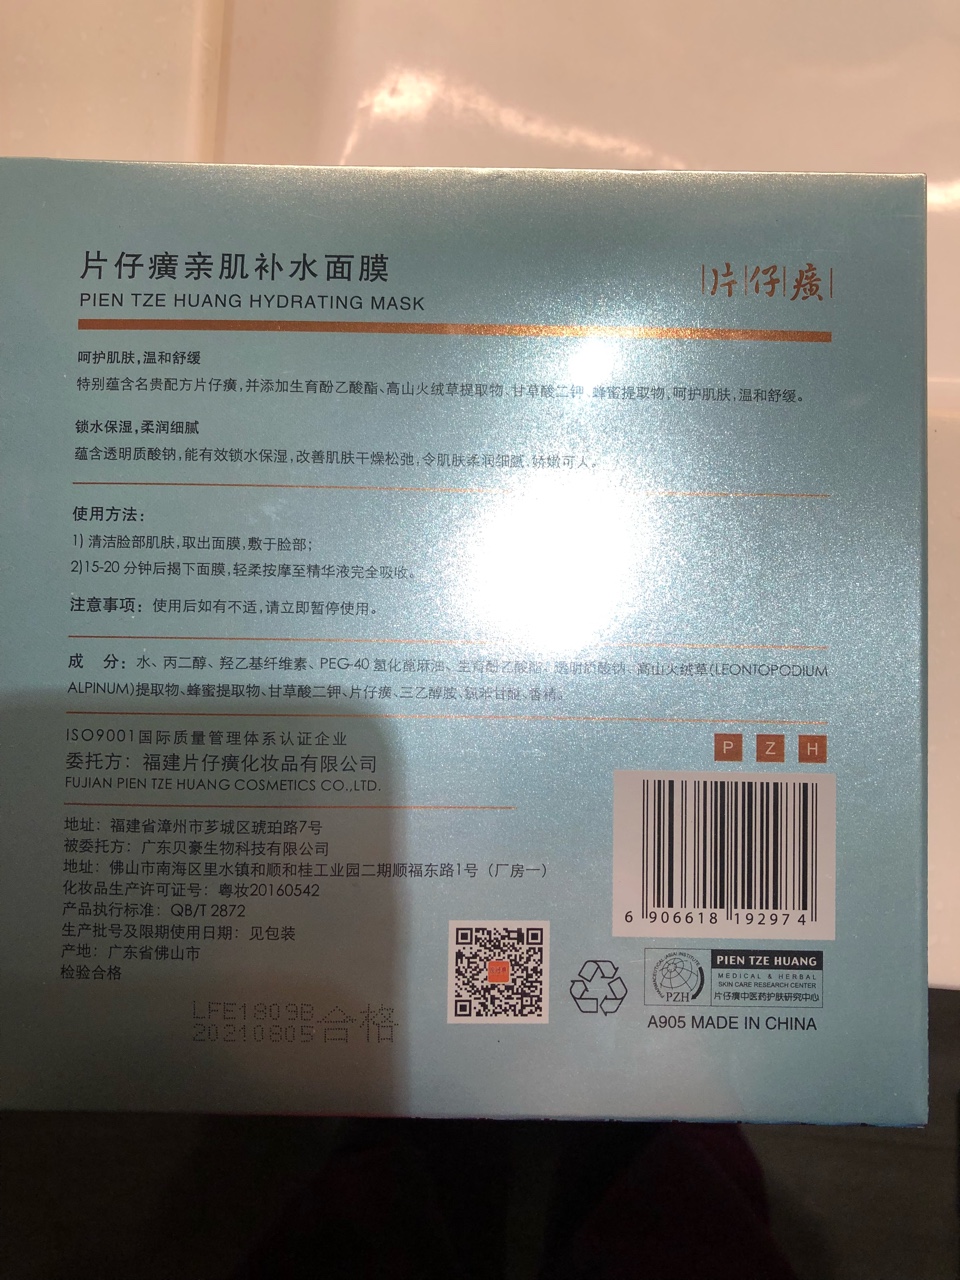 片仔癀亲肌补水面膜
PIEN TZE HUANG HYDRATING MASK
片仔癀
呵护肌肤,温和舒缓
特别蕴含名贵配方片仔癀,并添加生育酚乙酸酯、高山火绒草提取物、甘草酸二钾、蜂蜜提取物,呵护肌肤,温和舒缓。
锁水保湿,柔润细腻
蕴含透明质酸钠,能有效锁水保湿,改善肌肤干燥松弛,令肌肤柔润细腻,娇嫩可人。
使用方法:
1) 清洁脸部肌肤,取出面膜,敷于脸部;
2)15-20 分钟后揭下面膜,轻柔按摩至精华液完全吸收。
注意事项: 使用后如有不适,请立即暂停使用。
成 分: 水、丙二醇、羟乙基纤维素、PEG-40 氢化蓖麻油、生育酚乙酸酯、透明质酸钠、高山火绒草(LEONTOPODIUM
ALPINUM)提取物、蜂蜜提取物、甘草酸二钾、片仔癀、三乙醇胺、氯苯甘醚、香精。
ISO9001国际质量管理体系认证企业
委托方: 福建片仔癀化妆品有限公司
FUJIAN PIEN TZE HUANG COSMETICS CO.,LTD.
P Z H
地址: 福建省漳州市芗城区琥珀路7号
被委托方: 广东贝豪生物科技有限公司
地址: 佛山市南海区里水镇和顺和桂工业园二期顺福东路1号（厂房一）
化妆品生产许可证号: 粤妆20160542
产品执行标准: QB/T 2872
生产批号及限期使用日期: 见包装
产地: 广东省佛山市
检验合格
LFE1809B
20210805 合格
6 906618 192974
PZH
PIEN TZE HUANG
MEDICAL & HERBAL
SKIN CARE RESEARCH CENTER
片仔癀中医药护肤研究中心
A905 MADE IN CHINA